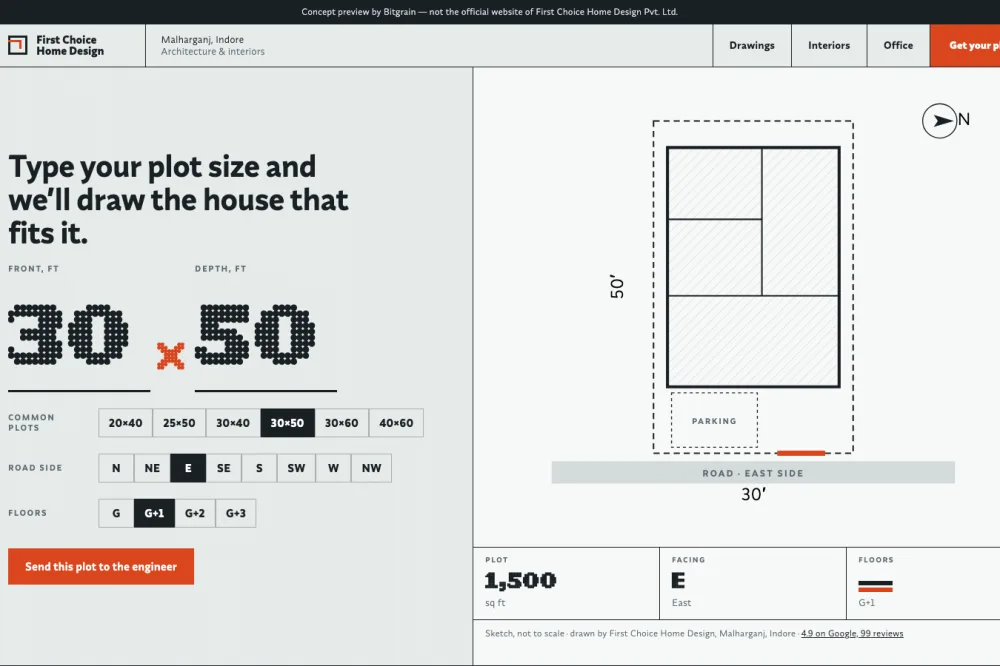 Concept preview by Bitgrain — not the official website of First Choice Home Design Pvt. Ltd.
First Choice
Home Design
Malharganj, Indore
Architecture & interiors
Drawings
Interiors
Office
Get your
Type your plot size and
we'll draw the house that
fits it.
FRONT, FT
DEPTH, FT
30 x 50
COMMON
PLOTS
20×40 25×50 30×40 30×50 30×60 40×60
ROAD SIDE
N NE E SE S SW W NW
FLOORS
G G+1 G+2 G+3
Send this plot to the engineer
N
50′
PARKING
ROAD · EAST SIDE
30′
PLOT
1,500
sq ft
FACING
E
East
FLOORS
G+1
Sketch, not to scale · drawn by First Choice Home Design, Malharganj, Indore · 4.9 on Google, 99 reviews